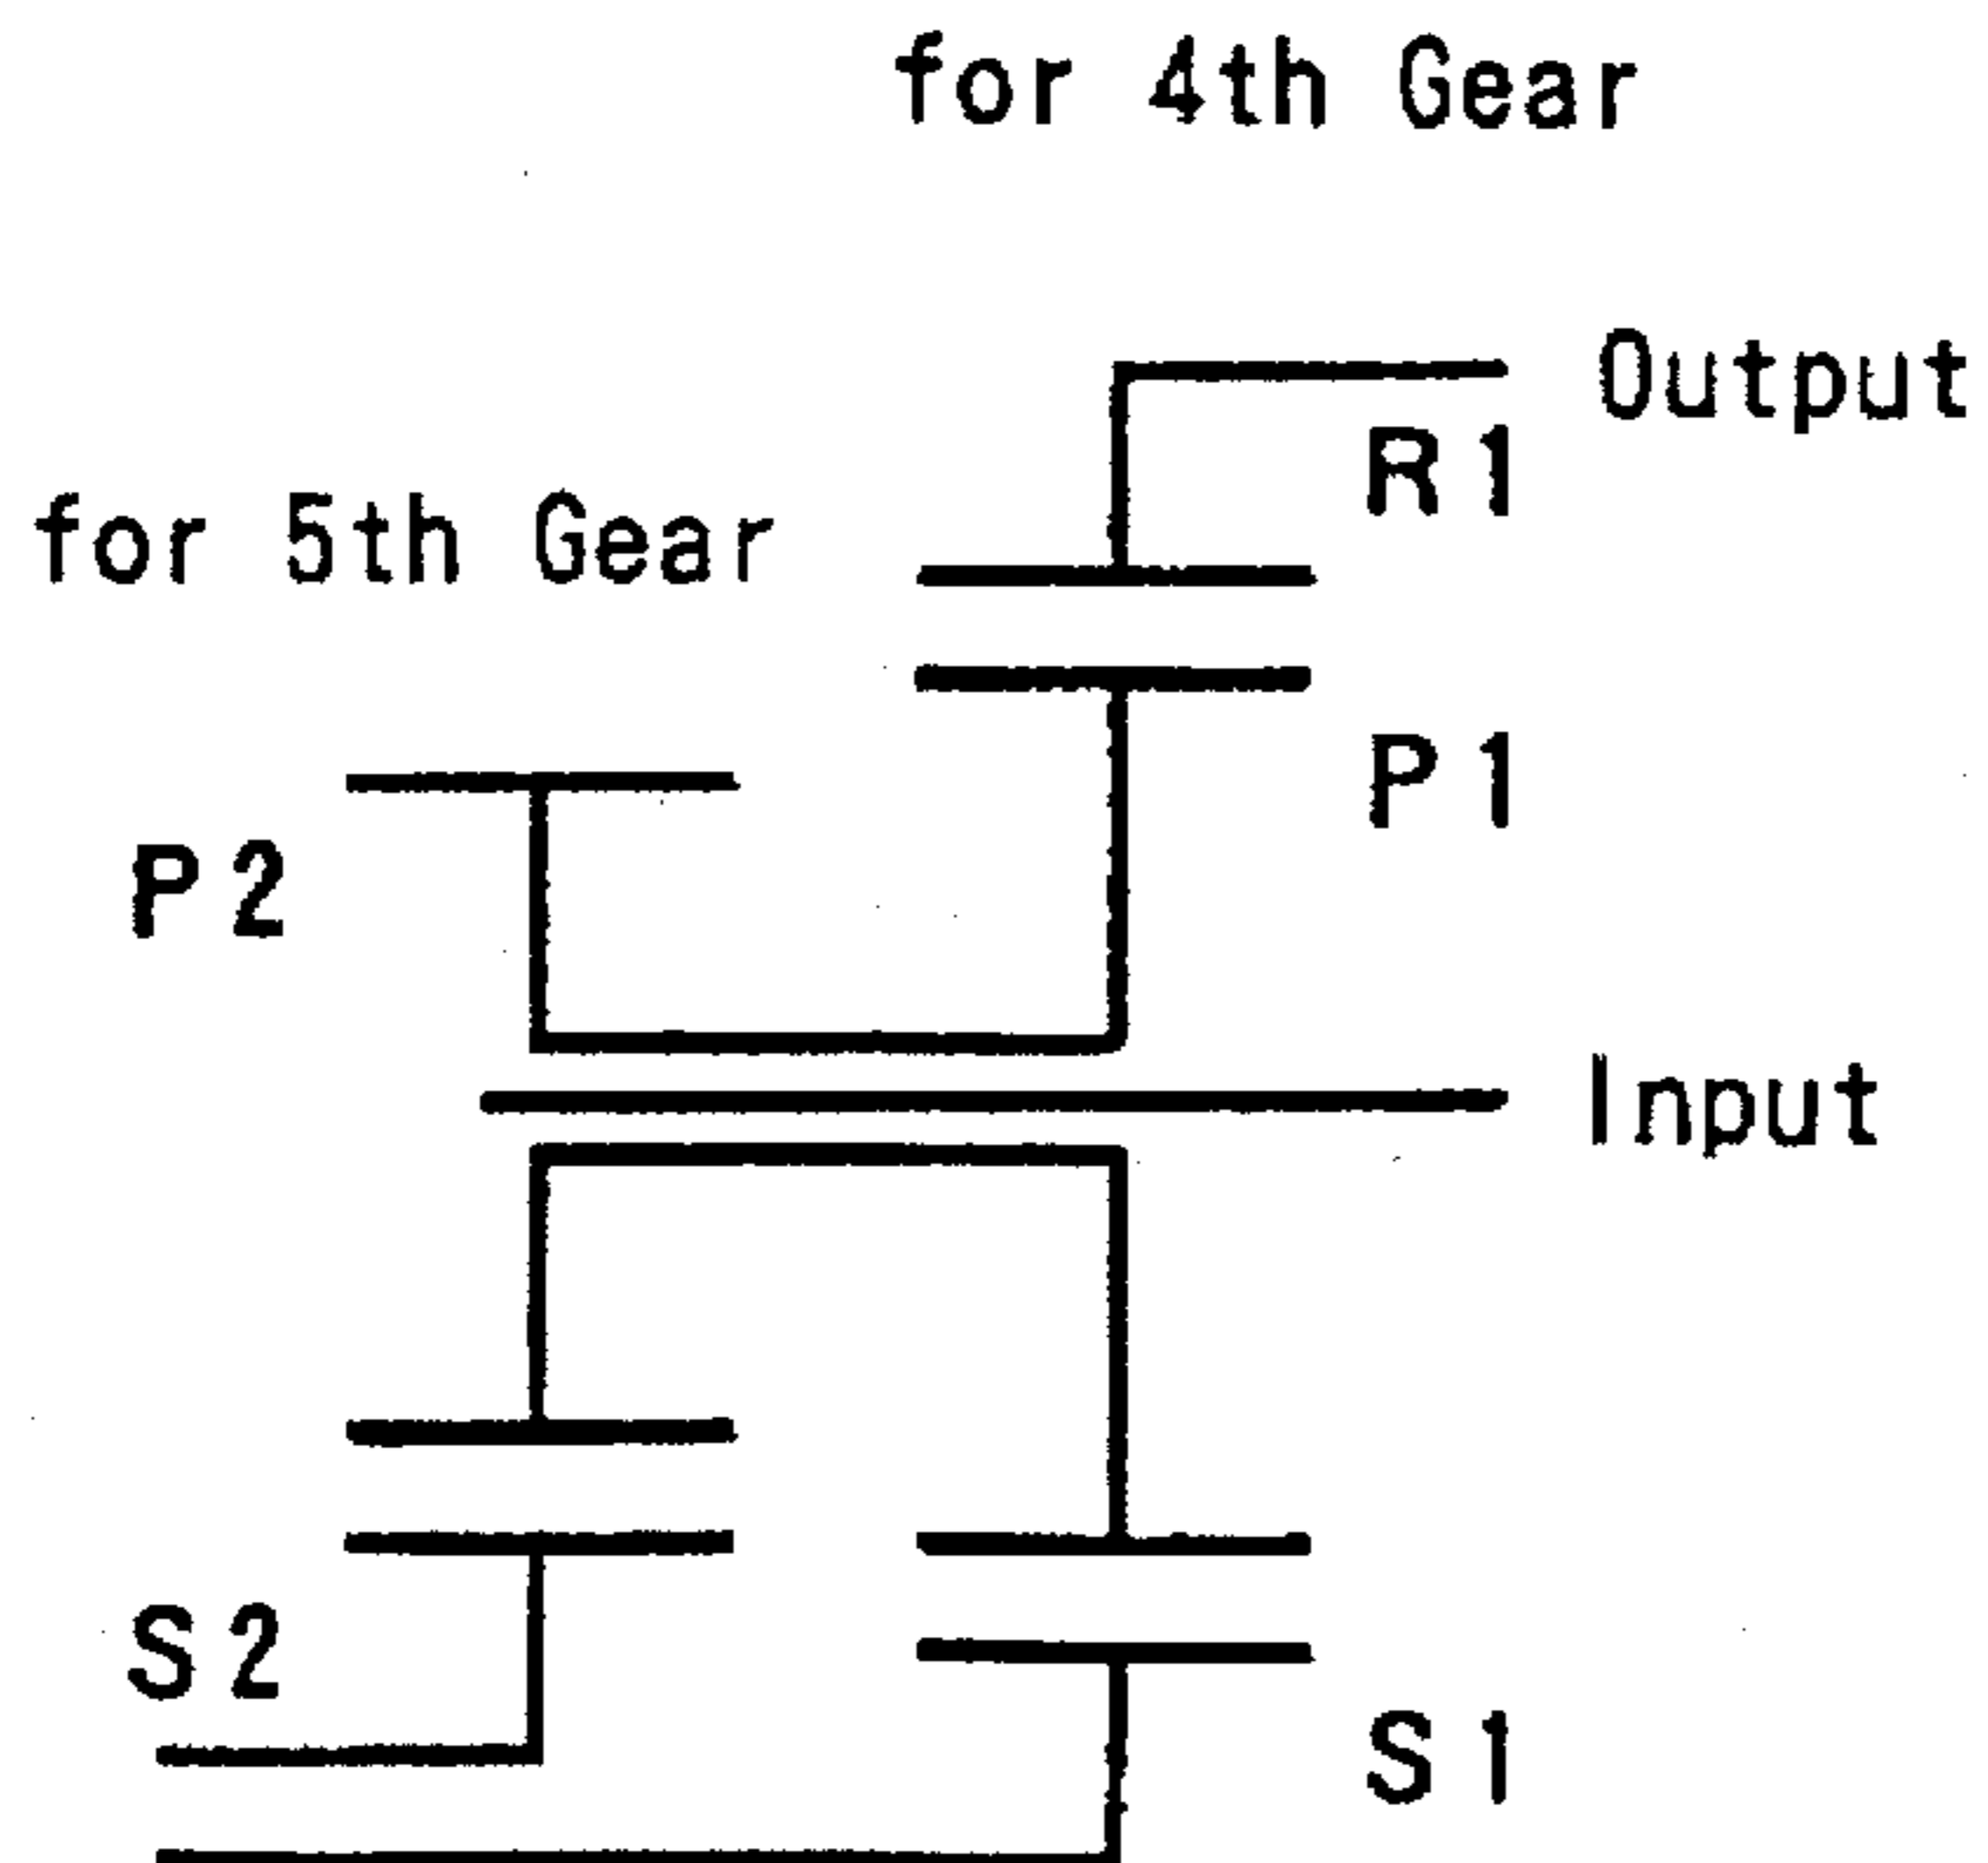 for 4th Gear
Output
R1
for 5th Gear
P1
P2
Input
S2
S1